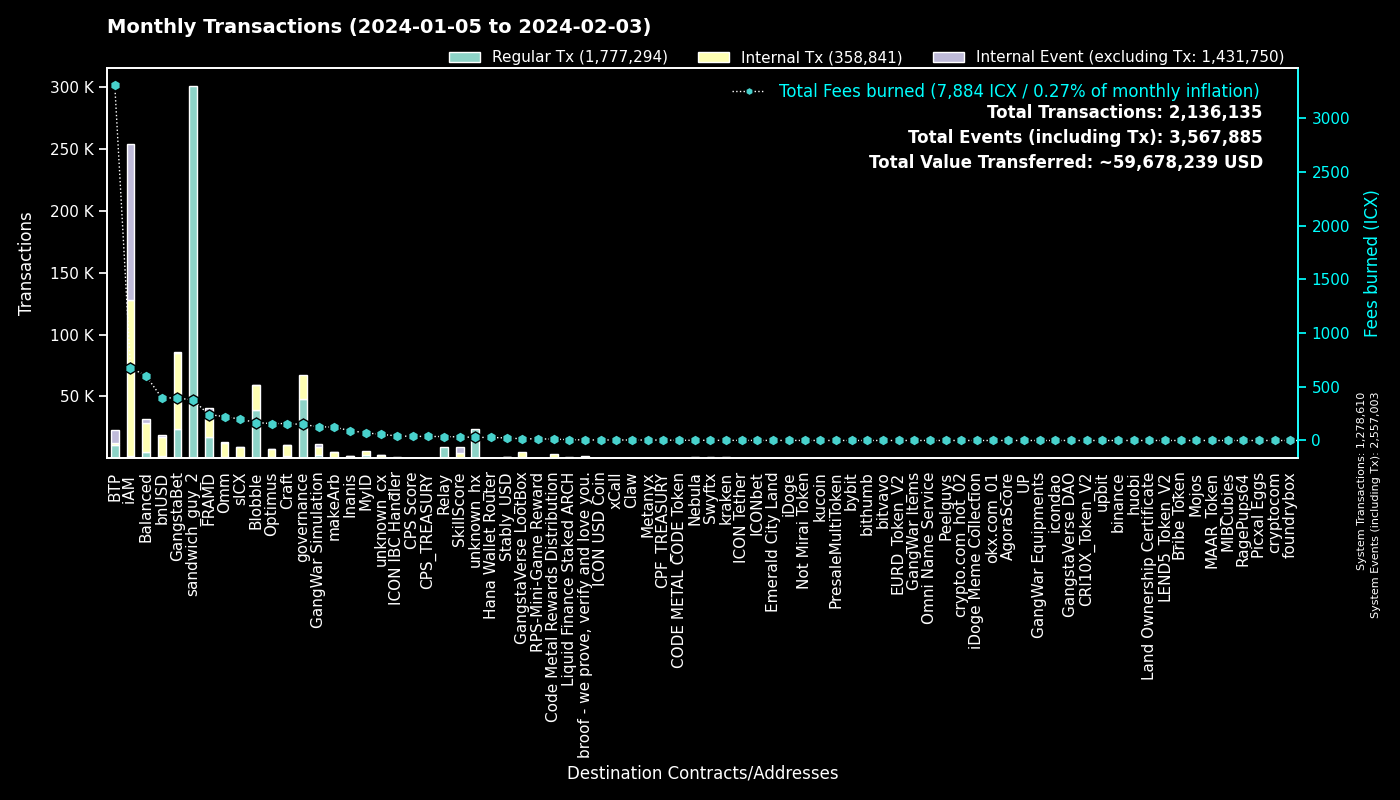 Monthly Transactions (2024-01-05 to 2024-02-03)
Regular Tx (1,777,294)
Internal Tx (358,841)
Internal Event (excluding Tx: 1,431,750)
Total Fees burned (7,884 ICX / 0.27% of monthly inflation)
Total Transactions: 2,136,135
Total Events (including Tx): 3,567,885
Total Value Transferred: ~59,678,239 USD
Transactions
300 K
250 K
200 K
150 K
100 K
50 K
3000
2500
2000
1500
1000
500
0
Fees burned (ICX)
System Transactions: 1,278,610
System Events (including Tx): 2,557,003
BTP
IAM
Balanced
bnUSD
GangstaBet
sandwich_guy_2
FRAMD
Omm
sICX
Blobble
Optimus
Craft
governance
GangWar Simulation
makeArb
Inanis
MyID
unknown_cx
ICON IBC Handler
CPS Score
CPS_TREASURY
Relay
SkillScore
unknown_hx
Hana Wallet Router
Stably USD
GangstaVerse LootBox
RPS-Mini-Game Reward
Code Metal Rewards Distribution
Liquid Finance Staked ARCH
broof - we prove, verify and love you.
ICON USD Coin
xCall
Claw
Metanyx
CPF_TREASURY
CODE METAL CODE Token
Nebula
Swyftx
kraken
ICON Tether
ICONbet
Emerald City Land
iDoge
Not Mirai Token
kucoin
PresaleMultiToken
bybit
bithumb
bitvavo
EURD_Token_V2
GangWar Items
Omni Name Service
Peelguys
crypto.com_hot_02
iDoge Meme Collection
okx.com_01
AgoraScore
UP
GangWar Equipments
icondao
GangstaVerse DAO
CRI10X_Token_V2
upbit
binance
huobi
Land Ownership Certificate
LENDS_Token_V2
Bribe Token
Mojos
MAAR_Token
MIBCubies
RagePups64
Picxal Eggs
cryptocom
foundrybox
Destination Contracts/Addresses